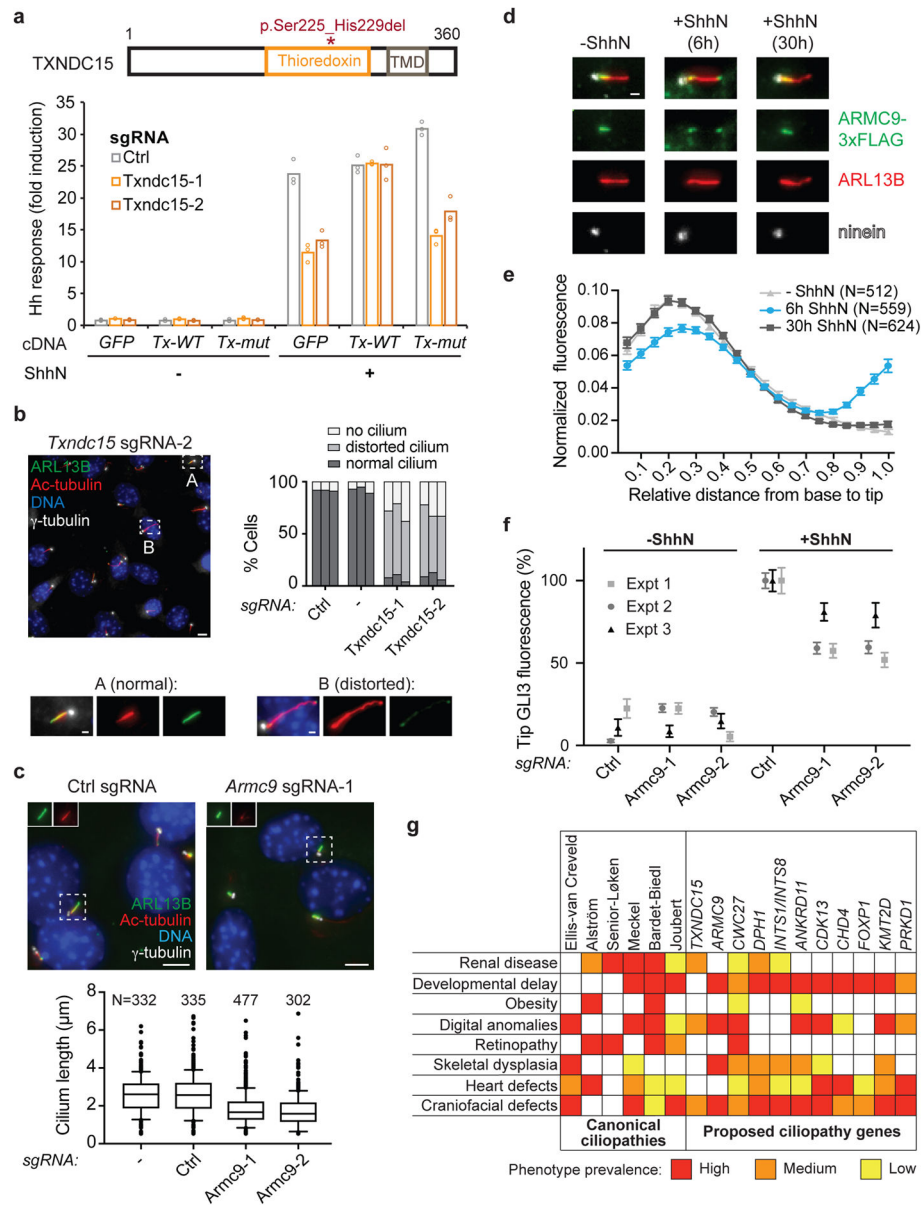 a
p.Ser225_His229del
*
1
360
TXNDC15
Thioredoxin
TMD
Hh response (fold induction)
35
30
25
20
15
10
5
0
sgRNA
Ctrl
Txndc15-1
Txndc15-2
cDNA
GFP
Tx-WT
Tx-mut
GFP
Tx-WT
Tx-mut
ShhN
-
+
b
Txndc15 sgRNA-2
ARL13B
Ac-tubulin
DNA
γ-tubulin
A
B
no cilium
distorted cilium
normal cilium
% Cells
100
50
0
sgRNA:
Ctrl
-
Txndc15-1
Txndc15-2
A (normal):
B (distorted):
c
Ctrl sgRNA
Armc9 sgRNA-1
ARL13B
Ac-tubulin
DNA
γ-tubulin
Cilium length (μm)
8
6
4
2
0
N=332
335
477
302
sgRNA:
-
Ctrl
Armc9-1
Armc9-2
d
-ShhN
+ShhN
(6h)
+ShhN
(30h)
ARMC9-
3xFLAG
ARL13B
ninein
e
- ShhN (N=512)
6h ShhN (N=559)
30h ShhN (N=624)
Normalized fluorescence
0.10
0.08
0.06
0.04
0.02
0.00
0.1
0.2
0.3
0.4
0.5
0.6
0.7
0.8
0.9
1.0
Relative distance from base to tip
f
-ShhN
+ShhN
Tip GLI3 fluorescence (%)
100
50
0
Expt 1
Expt 2
Expt 3
sgRNA:
Ctrl
Armc9-1
Armc9-2
Ctrl
Armc9-1
Armc9-2
g
Ellis-van Creveld
Alström
Senior-Løken
Meckel
Bardet-Biedl
Joubert
TXNDC15
ARMC9
CWC27
DPH1
INTS1/INTS8
ANKRD11
CDK13
CHD4
FOXP1
KMT2D
PRKD1
Renal disease
Developmental delay
Obesity
Digital anomalies
Retinopathy
Skeletal dysplasia
Heart defects
Craniofacial defects
Canonical
ciliopathies
Proposed ciliopathy genes
Phenotype prevalence:
High
Medium
Low